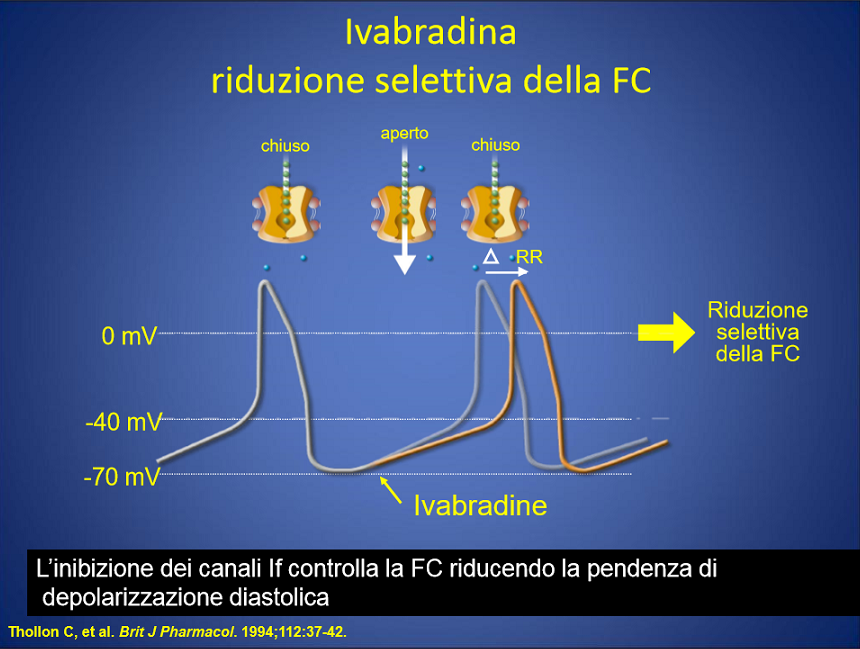 Ivabradina
riduzione selettiva della FC
chiuso
aperto
chiuso
Δ RR
0 mV
-40 mV
-70 mV
Riduzione
selettiva
della FC
Ivabradine
L'inibizione dei canali If controlla la FC riducendo la pendenza di
depolarizzazione diastolica
Thollon C, et al. Brit J Pharmacol. 1994;112:37-42.